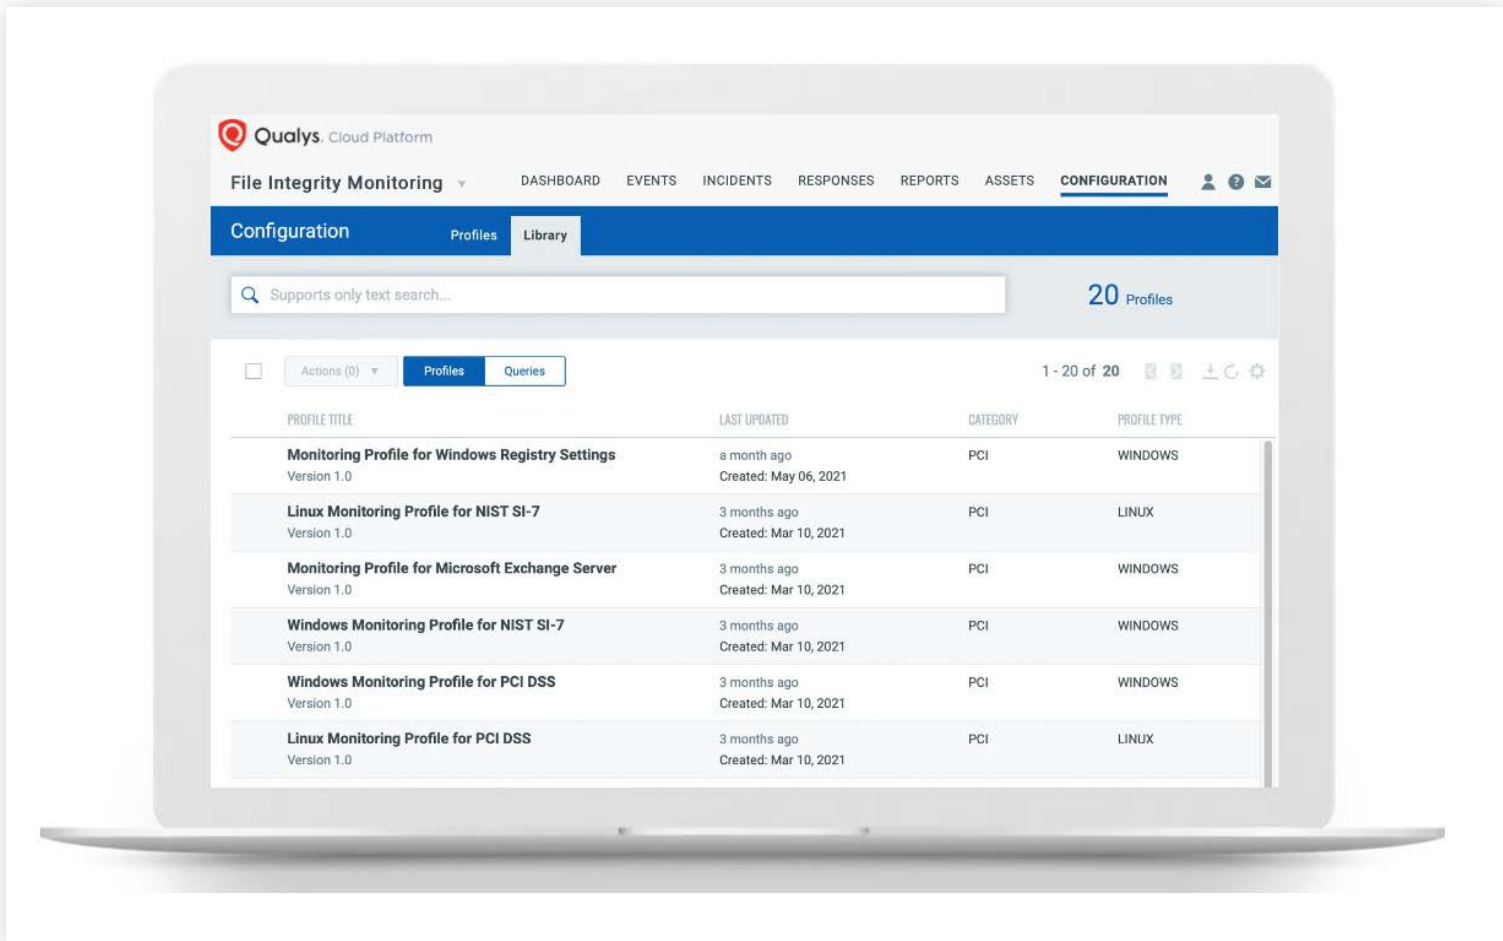 Qualys. Cloud Platform
File Integrity Monitoring DASHBOARD EVENTS INCIDENTS RESPONSES REPORTS ASSETS CONFIGURATION
Configuration Profiles Library
Supports only text search... 20 Profiles
Actions (0) Profiles Queries 1 - 20 of 20
PROFILE TITLE LAST UPDATED CATEGORY PROFILE TYPE
Monitoring Profile for Windows Registry Settings a month ago PCI WINDOWS
Version 1.0 Created: May 06, 2021
Linux Monitoring Profile for NIST SI-7 3 months ago PCI LINUX
Version 1.0 Created: Mar 10, 2021
Monitoring Profile for Microsoft Exchange Server 3 months ago PCI WINDOWS
Version 1.0 Created: Mar 10, 2021
Windows Monitoring Profile for NIST SI-7 3 months ago PCI WINDOWS
Version 1.0 Created: Mar 10, 2021
Windows Monitoring Profile for PCI DSS 3 months ago PCI WINDOWS
Version 1.0 Created: Mar 10, 2021
Linux Monitoring Profile for PCI DSS 3 months ago PCI LINUX
Version 1.0 Created: Mar 10, 2021